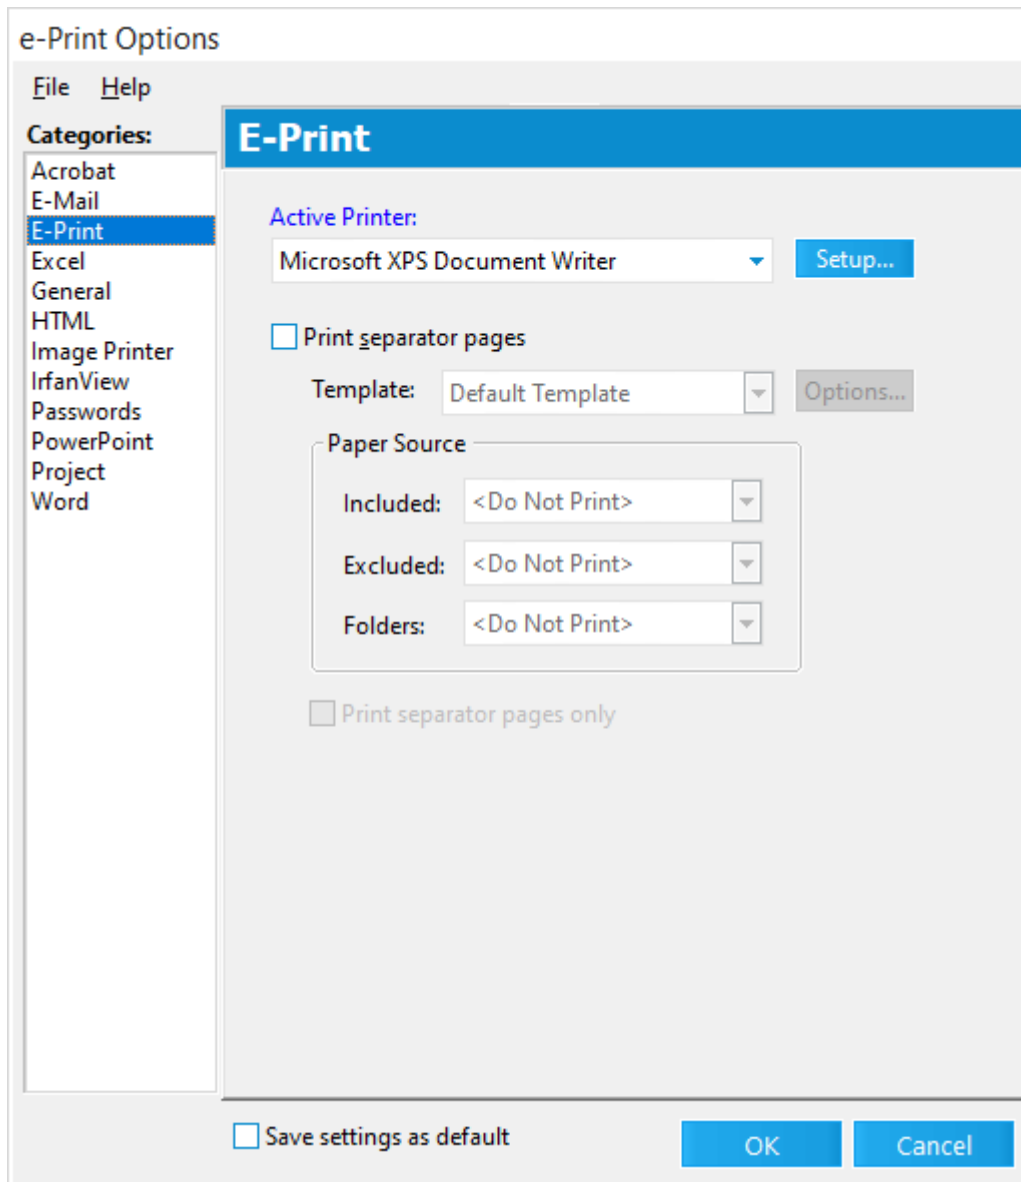 e-Print Options
File Help
Categories:
Acrobat
E-Mail
E-Print
Excel
General
HTML
Image Printer
IrfanView
Passwords
PowerPoint
Project
Word
E-Print
Active Printer:
Microsoft XPS Document Writer Setup...
Print separator pages
Template: Default Template Options...
Paper Source
Included: <Do Not Print>
Excluded: <Do Not Print>
Folders: <Do Not Print>
Print separator pages only
Save settings as default OK Cancel